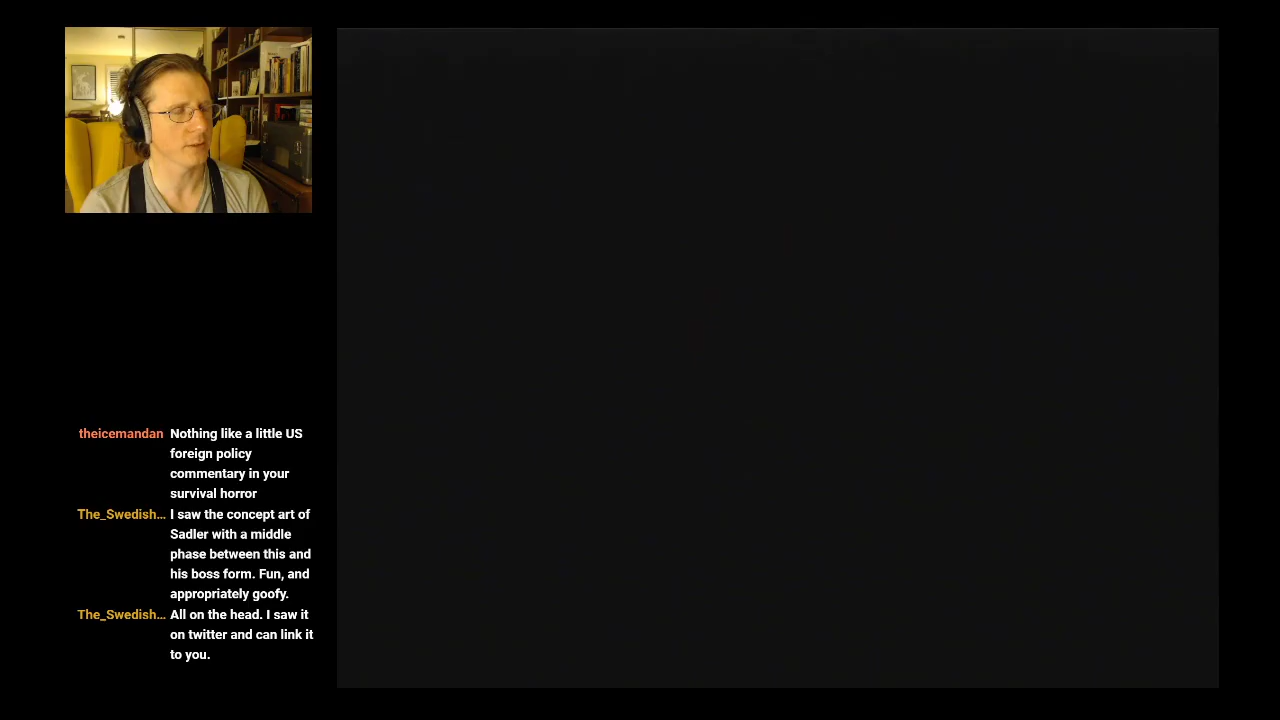 theicemandan Nothing like a little US
foreign policy
commentary in your
survival horror
The_Swedish... I saw the concept art of
Sadler with a middle
phase between this and
his boss form. Fun, and
appropriately goofy.
The_Swedish... All on the head. I saw it
on twitter and can link it
to you.